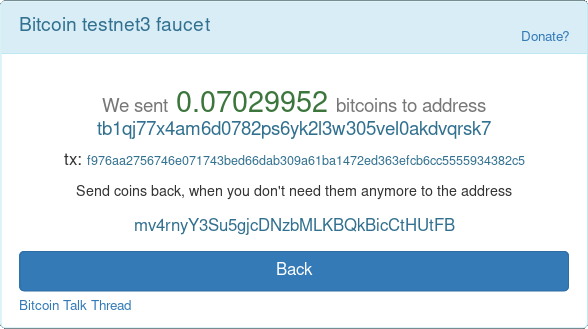 Bitcoin testnet3 faucet
Donate?
We sent 0.07029952 bitcoins to address
tb1qj77x4am6d0782ps6yk2l3w305vel0akdvqrsk7
tx: f976aa2756746e071743bed66dab309a61ba1472ed363efcb6cc5555934382c5
Send coins back, when you don't need them anymore to the address
mv4rnyY3Su5gjcDNzbMLKBQkBicCtHUtFB
Back
Bitcoin Talk Thread